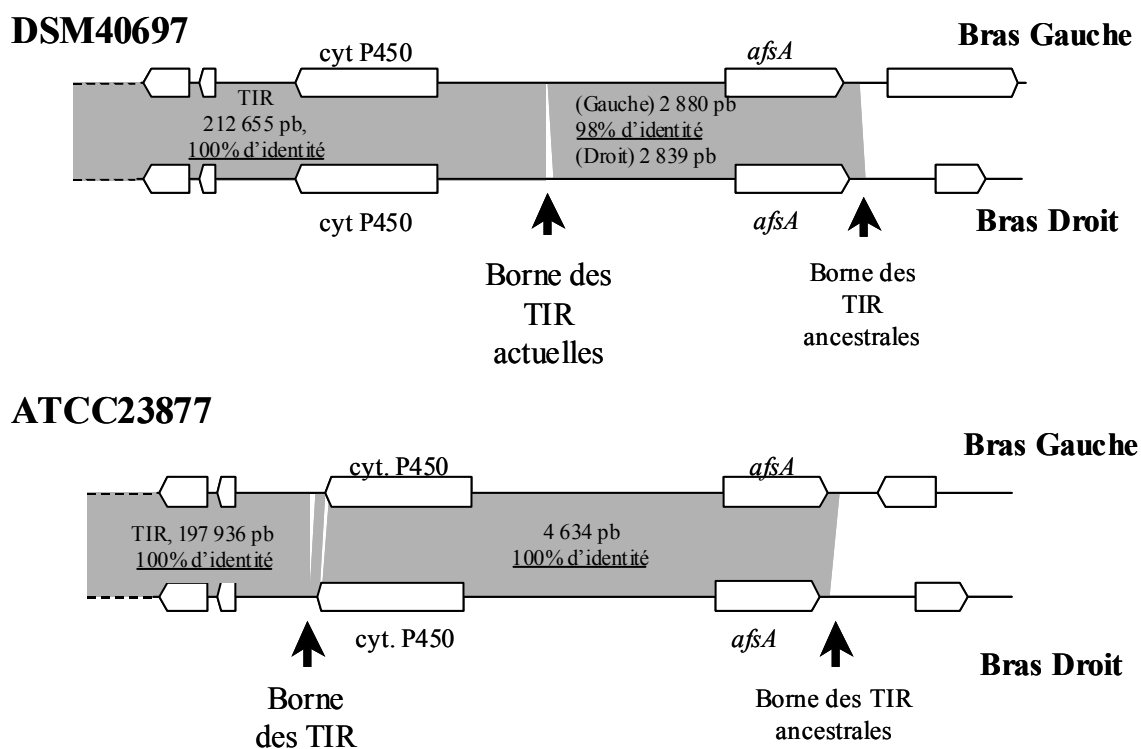 DSM40697
Bras Gauche
cyt P450
afsA
TIR
212 655 pb,
100% d’identité
(Gauche) 2 880 pb
98% d’identité
(Droit) 2 839 pb
cyt P450
afsA
Bras Droit
Borne des
TIR
actuelles
Borne des
TIR
ancestrales
ATCC23877
Bras Gauche
cyt. P450
afsA
TIR, 197 936 pb
100% d’identité
4 634 pb
100% d’identité
cyt. P450
afsA
Bras Droit
Borne
des TIR
Borne des TIR
ancestrales